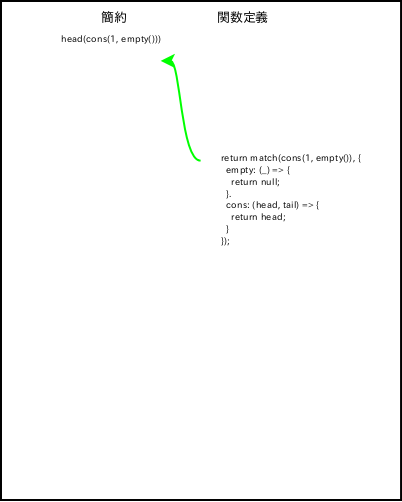 簡約
関数定義
head(cons(1, empty()))
return match(cons(1, empty()), {
  empty: (_) => {
    return null;
  }.
  cons: (head, tail) => {
    return head;
  }
});